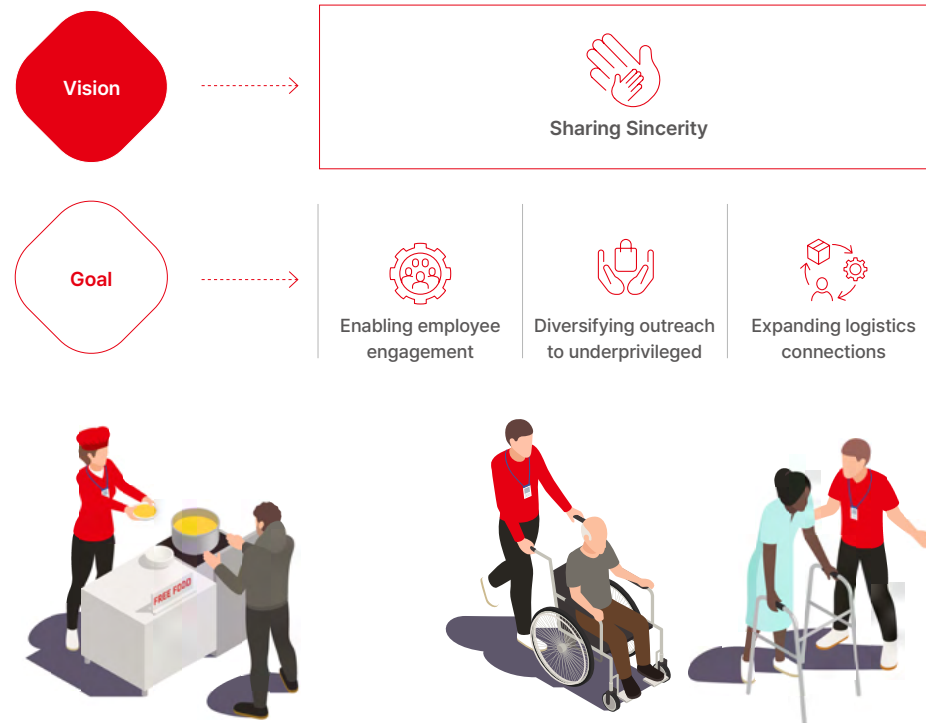 Vision
Sharing Sincerity
Goal
Enabling employee
engagement
Diversifying outreach
to underprivileged
Expanding logistics
connections
FREE FOOD